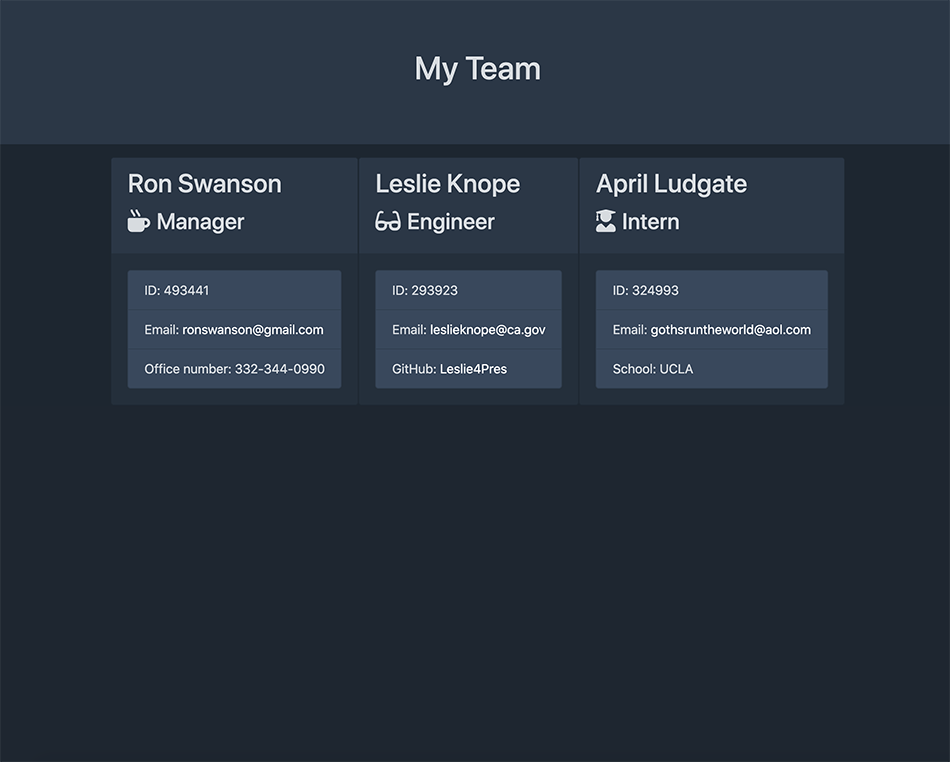 My Team
Ron Swanson
Manager
ID: 493441
Email: ronswanson@gmail.com
Office number: 332-344-0990
Leslie Knope
Engineer
ID: 293923
Email: leslieknope@ca.gov
GitHub: Leslie4Pres
April Ludgate
Intern
ID: 324993
Email: gothsruntheworld@aol.com
School: UCLA